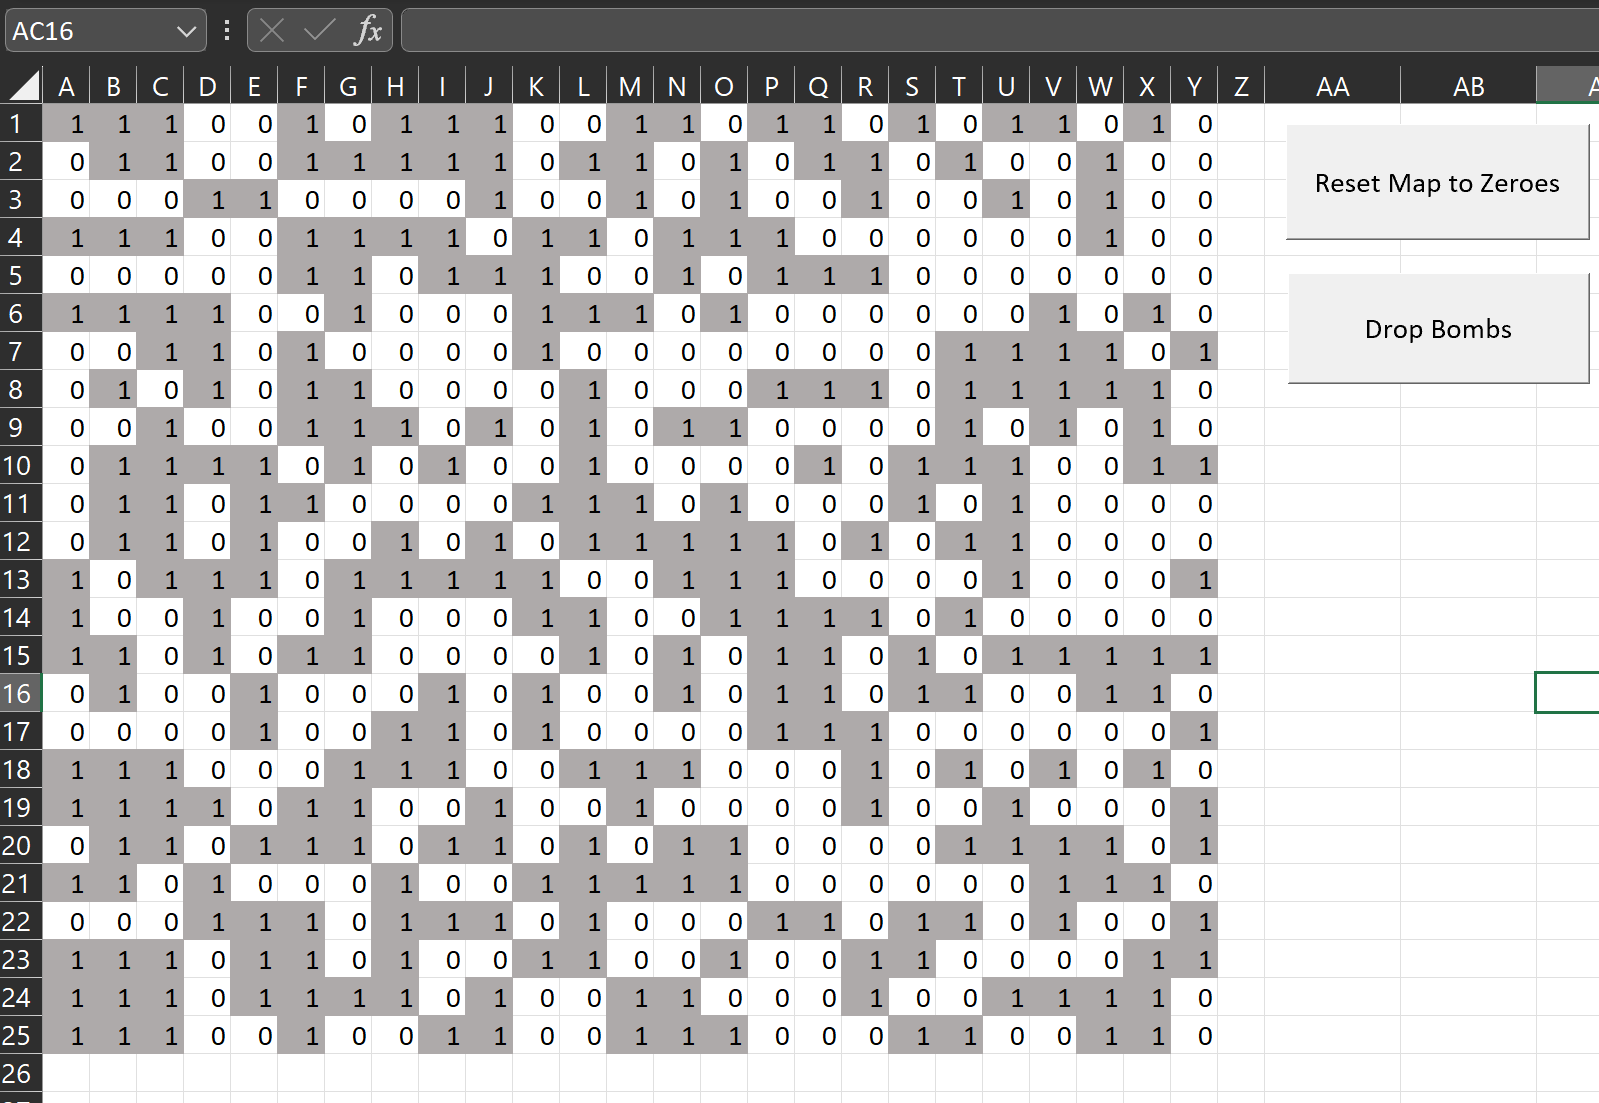 AC16 fx
A B C D E F G H I J K L M N O P Q R S T U V W X Y Z AA AB
1 1 1 1 0 0 1 0 1 1 1 0 0 1 1 0 1 1 0 1 0 1 1 0 1 0
2 0 1 1 0 0 1 1 1 1 1 0 1 1 0 1 0 1 1 0 1 0 0 1 0 0
Reset Map to Zeroes
3 0 0 0 1 1 0 0 0 0 1 0 0 1 0 1 0 0 1 0 0 1 0 1 0 0
4 1 1 1 0 0 1 1 1 1 0 1 1 0 1 1 1 0 0 0 0 0 0 1 0 0
5 0 0 0 0 0 1 1 0 1 1 1 0 0 1 0 1 1 1 0 0 0 0 0 0 0
6 1 1 1 1 0 0 1 0 0 0 1 1 1 0 1 0 0 0 0 0 0 1 0 1 0
Drop Bombs
7 0 0 1 1 0 1 0 0 0 0 1 0 0 0 0 0 0 0 0 1 1 1 1 0 1
8 0 1 0 1 0 1 1 0 0 0 0 1 0 0 0 1 1 1 0 1 1 1 1 1 0
9 0 0 1 0 0 1 1 1 0 1 0 1 0 1 1 0 0 0 0 1 0 1 0 1 0
10 0 1 1 1 1 0 1 0 1 0 0 1 0 0 0 0 1 0 1 1 1 0 0 1 1
11 0 1 1 0 1 1 0 0 0 0 1 1 1 0 1 0 0 0 1 0 1 0 0 0 0
12 0 1 1 0 1 0 0 1 0 1 0 1 1 1 1 1 0 1 0 1 1 0 0 0 0
13 1 0 1 1 1 0 1 1 1 1 1 0 0 1 1 1 0 0 0 0 1 0 0 0 1
14 1 0 0 1 0 0 1 0 0 0 1 1 0 0 1 1 1 1 0 1 0 0 0 0 0
15 1 1 0 1 0 1 1 0 0 0 0 1 0 1 0 1 1 0 1 0 1 1 1 1 1
16 0 1 0 0 1 0 0 0 1 0 1 0 0 1 0 1 1 0 1 1 0 0 1 1 0
17 0 0 0 0 1 0 0 1 1 0 1 0 0 0 0 1 1 1 0 0 0 0 0 0 1
18 1 1 1 0 0 0 1 1 1 0 0 1 1 1 0 0 0 1 0 1 0 1 0 1 0
19 1 1 1 1 0 1 1 0 0 1 0 0 1 0 0 0 0 1 0 0 1 0 0 0 1
20 0 1 1 0 1 1 1 0 1 1 0 1 0 1 1 0 0 0 0 1 1 1 1 0 1
21 1 1 0 1 0 0 0 1 0 0 1 1 1 1 1 0 0 0 0 0 0 1 1 1 0
22 0 0 0 1 1 1 0 1 1 1 0 1 0 0 0 1 1 0 1 1 0 1 0 0 1
23 1 1 1 0 1 1 0 1 0 0 1 1 0 0 1 0 0 1 1 0 0 0 0 1 1
24 1 1 1 0 1 1 1 1 0 1 0 0 1 1 0 0 0 1 0 0 1 1 1 1 0
25 1 1 1 0 0 1 0 0 1 1 0 0 1 1 1 0 0 0 1 1 0 0 1 1 0
26